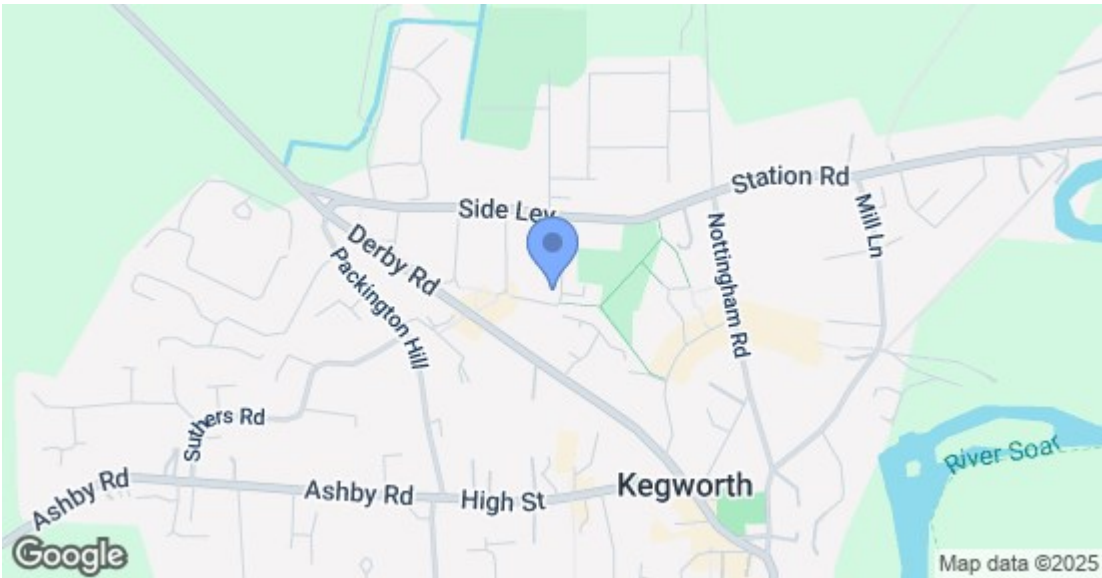 Station Rd
Side Ley
Mill Ln
Nottingham Rd
Derby Rd
Packington Hill
Suthers Rd
River Soar
Ashby Rd
Ashby Rd
High St
Kegworth
Google
Map data ©2025